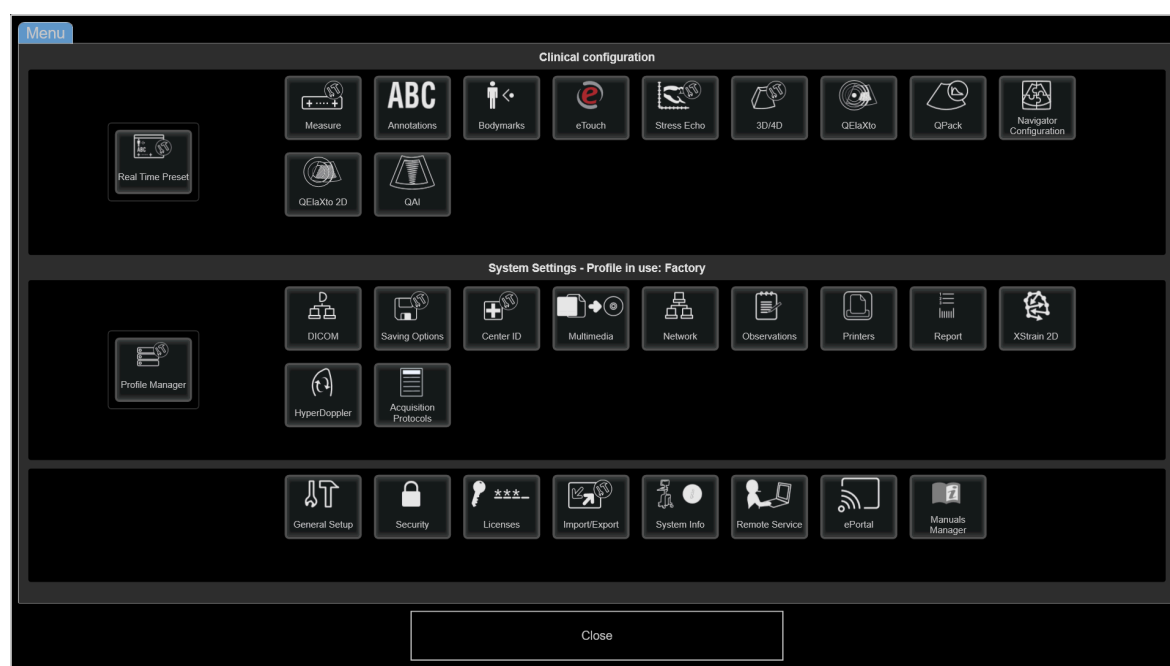 Menu
Clinical configuration
Real Time Preset
Measure
ABC
Annotations
Bodymarks
eTouch
Stress Echo
3D/4D
QElaXto
QPack
Navigator
Configuration
QElaXto 2D
QAI
System Settings - Profile in use: Factory
Profile Manager
D
DICOM
Saving Options
Center ID
Multimedia
Network
Observations
Printers
Report
XStrain 2D
HyperDoppler
Acquisition
Protocols
General Setup
Security
***_
Licenses
Import/Export
System Info
Remote Service
ePortal
Manuals
Manager
Close